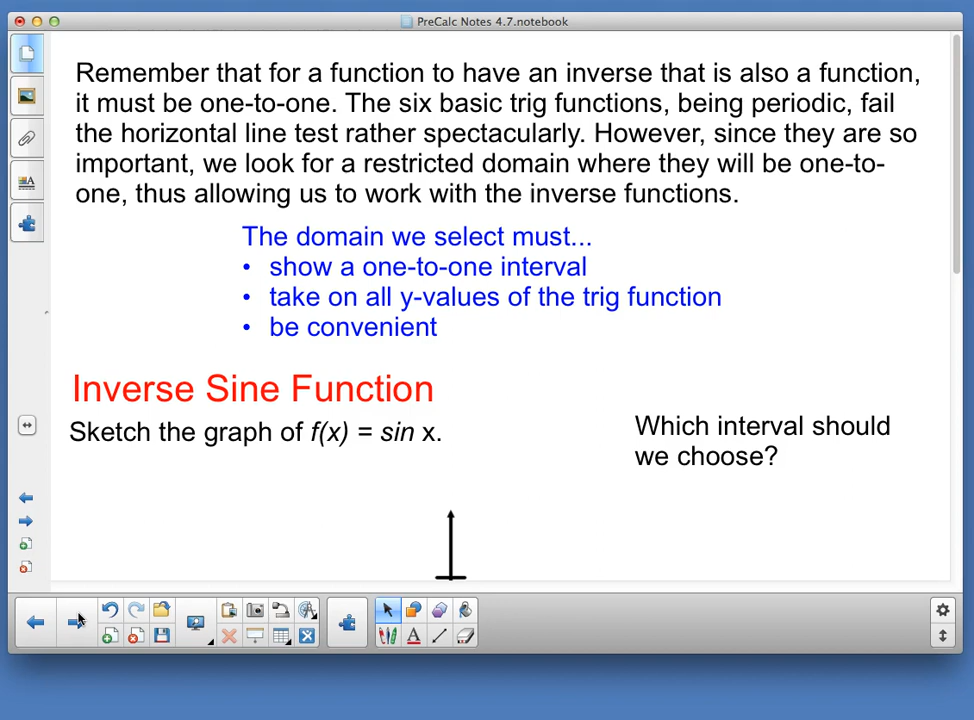 PreCalc Notes 4.7.notebook
Remember that for a function to have an inverse that is also a function,
it must be one-to-one. The six basic trig functions, being periodic, fail
the horizontal line test rather spectacularly. However, since they are so
important, we look for a restricted domain where they will be one-to-
one, thus allowing us to work with the inverse functions.
The domain we select must...
• show a one-to-one interval
• take on all y-values of the trig function
• be convenient
Inverse Sine Function
Sketch the graph of f(x) = sin x.
Which interval should
we choose?